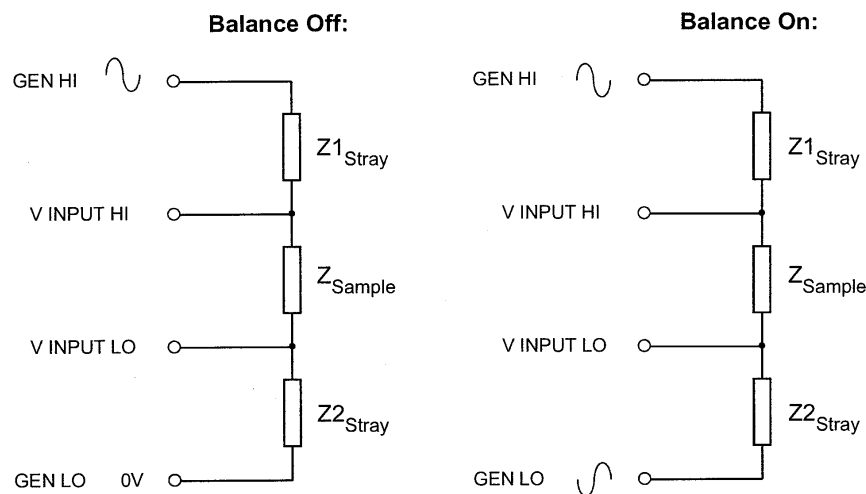 Balance Off:
GEN HI
Z1Stray
V INPUT HI
ZSample
V INPUT LO
Z2Stray
GEN LO 0V
Balance On:
GEN HI
Z1Stray
V INPUT HI
ZSample
V INPUT LO
Z2Stray
GEN LO